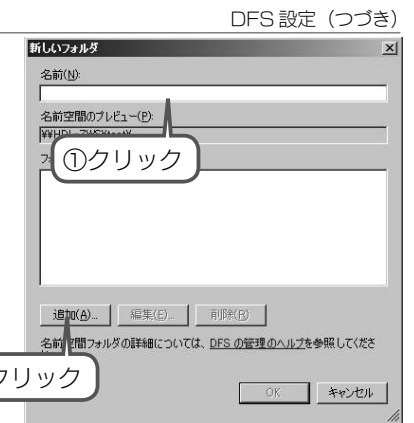 DFS 設定（つづき）
新しいフォルダ
名前(N):
名前空間のプレビュー(P):
①クリック
追加(A)...
編集(E)...
削除(R)
名前空間フォルダの詳細については、DFS の管理のヘルプを参照してくださ
クリック
OK
キャンセル